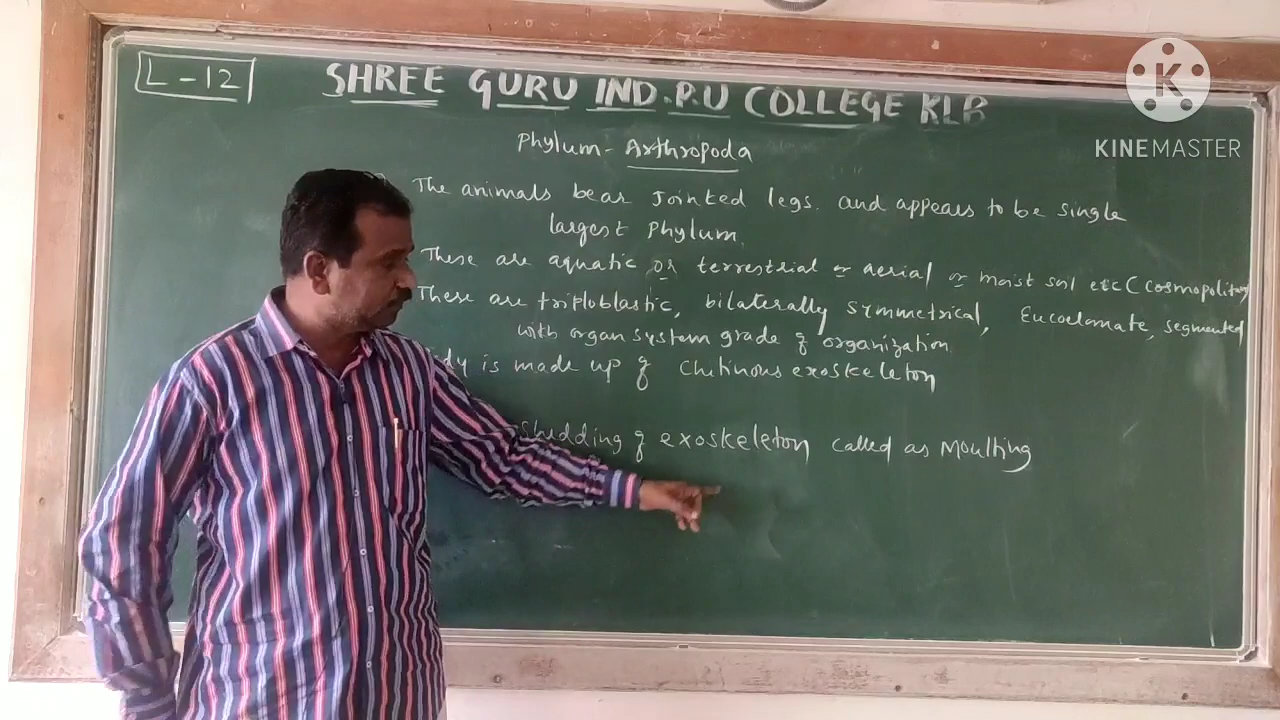 L-12
SHREE GURU IND.P.U COLLEGE KLB
K
KINEMASTER
Phylum - Arthropoda
The animals bear Jointed legs. and appears to be single
largest Phylum.
These are aquatic or terrestrial or aerial or moist soil etc (cosmopolitan
These are triploblastic, bilaterally symmetrical, Eucoelomate, segmented
with organ system grade of organization
dy is made up of Chitinous exoskeleton
shedding of exoskeleton called as Moulting